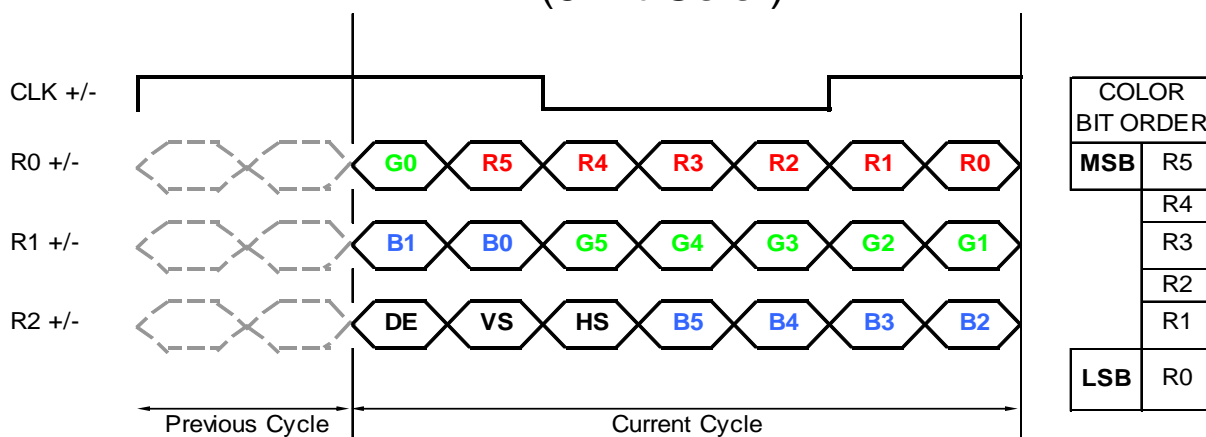 CLK +/-
R0 +/- G0 R5 R4 R3 R2 R1 R0
R1 +/- B1 B0 G5 G4 G3 G2 G1
R2 +/- DE VS HS B5 B4 B3 B2
Previous Cycle Current Cycle
COLOR
BIT ORDER
MSB R5
R4
R3
R2
R1
LSB R0